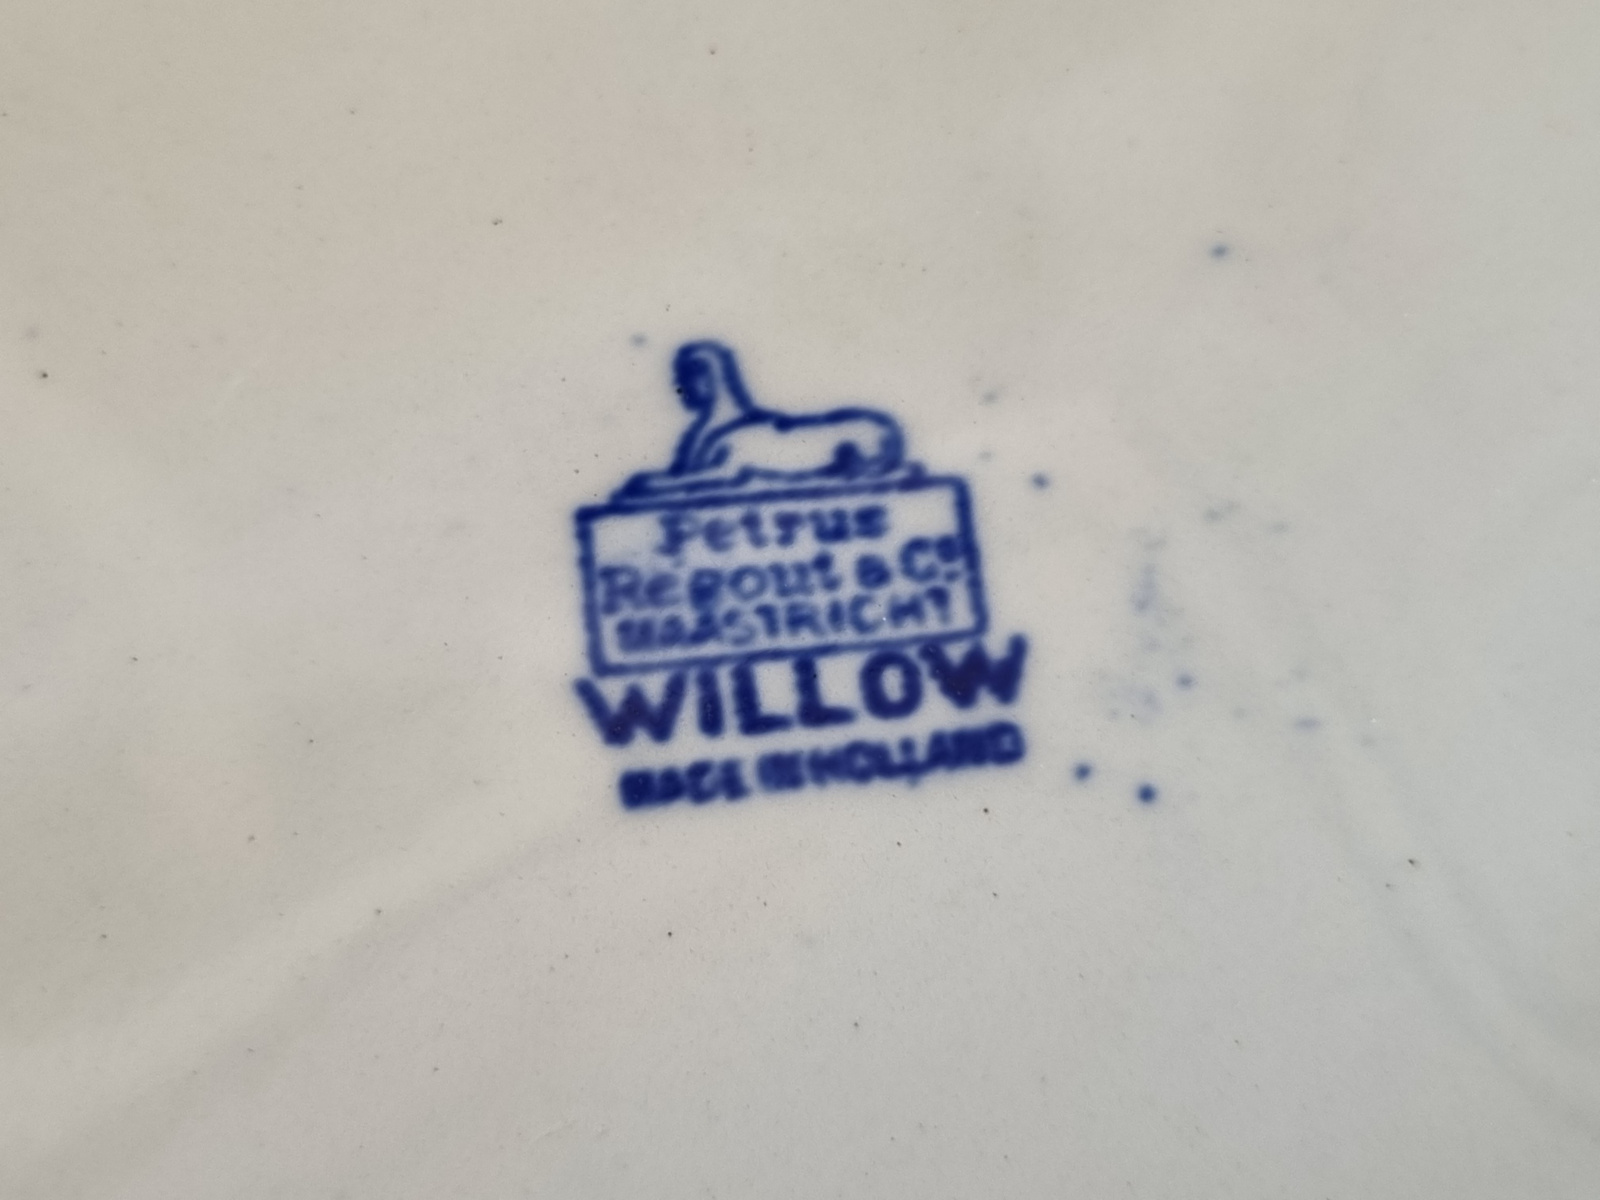 Petrus
Regout & Co.
MAASTRICHT
WILLOW
MADE IN HOLLAND